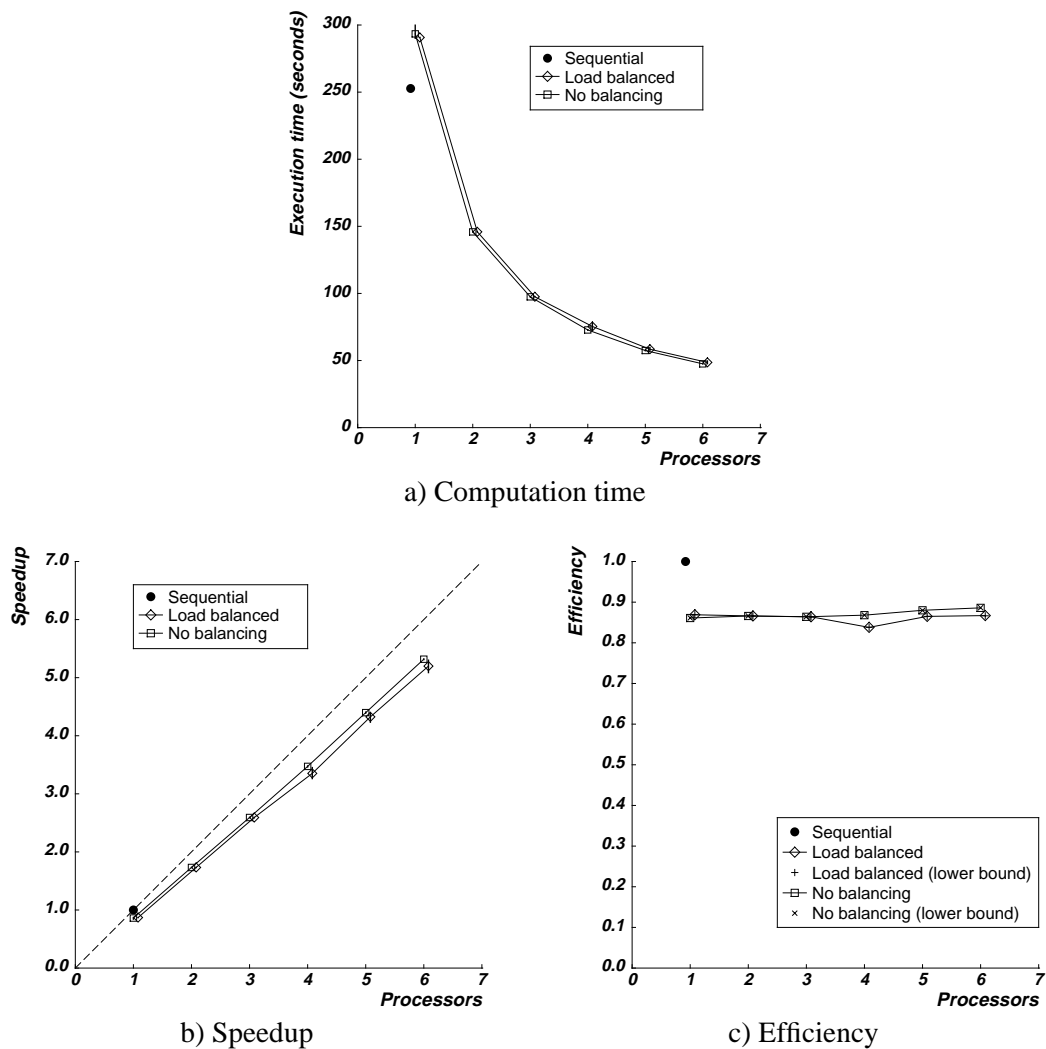 Execution time (seconds)
300
250
200
150
100
50
0
0 1 2 3 4 5 6 7
Processors
Sequential
Load balanced
No balancing
a) Computation time
Speedup
7.0
6.0
5.0
4.0
3.0
2.0
1.0
0.0
0 1 2 3 4 5 6 7
Processors
Sequential
Load balanced
No balancing
b) Speedup
Efficiency
1.0
0.9
0.8
0.7
0.6
0.5
0.4
0.3
0.2
0.1
0.0
0 1 2 3 4 5 6 7
Processors
Sequential
Load balanced
Load balanced (lower bound)
No balancing
No balancing (lower bound)
c) Efficiency